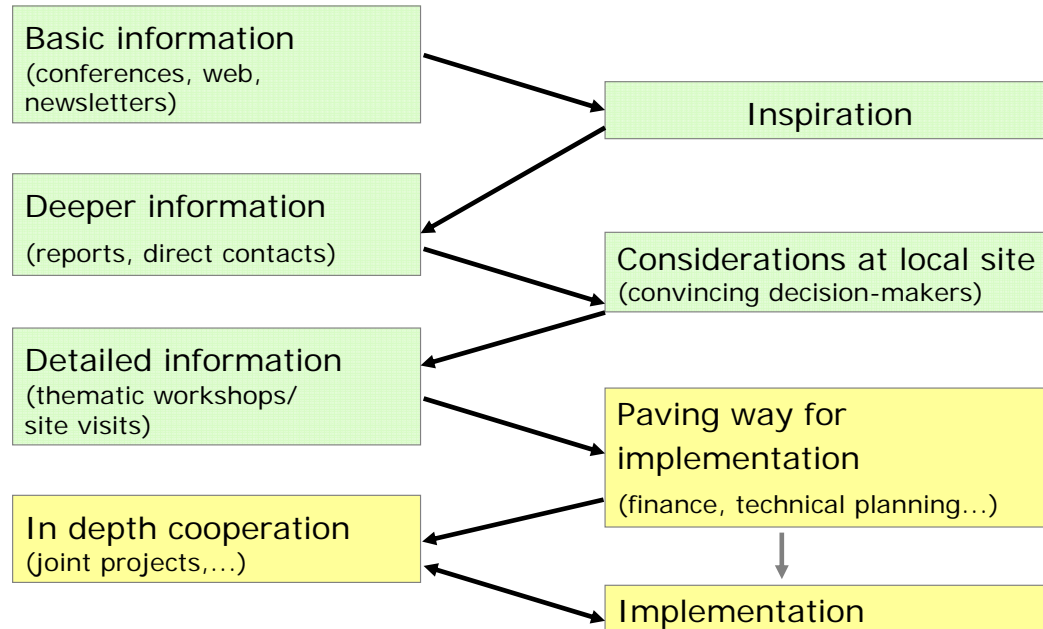 Basic information
(conferences, web,
newsletters)
Inspiration
Deeper information
(reports, direct contacts)
Considerations at local site
(convincing decision-makers)
Detailed information
(thematic workshops/
site visits)
Paving way for
implementation
(finance, technical planning...)
In depth cooperation
(joint projects,...)
Implementation